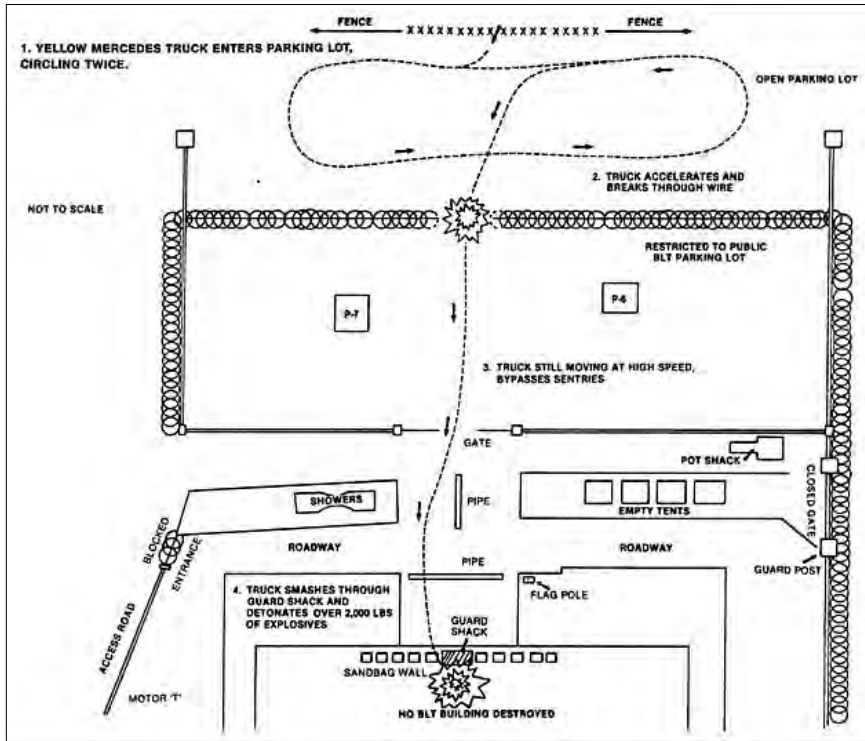 FENCE
FENCE
1. YELLOW MERCEDES TRUCK ENTERS PARKING LOT,
CIRCLING TWICE.
OPEN PARKING LOT
2. TRUCK ACCELERATES AND
BREAKS THROUGH WIRE
NOT TO SCALE
RESTRICTED TO PUBLIC
BLT PARKING LOT
P-7
P-6
3. TRUCK STILL MOVING AT HIGH SPEED,
BYPASSES SENTRIES
GATE
POT SHACK
CLOSED GATE
SHOWERS
PIPE
EMPTY TENTS
BLOCKED
ENTRANCE
ROADWAY
ROADWAY
GUARD POST
PIPE
FLAG POLE
4. TRUCK SMASHES THROUGH
GUARD SHACK AND
DETONATES OVER 2,000 LBS
OF EXPLOSIVES
ACCESS ROAD
GUARD
SHACK
SANDBAG WALL
MOTOR 'T'
HQ BLT BUILDING DESTROYED